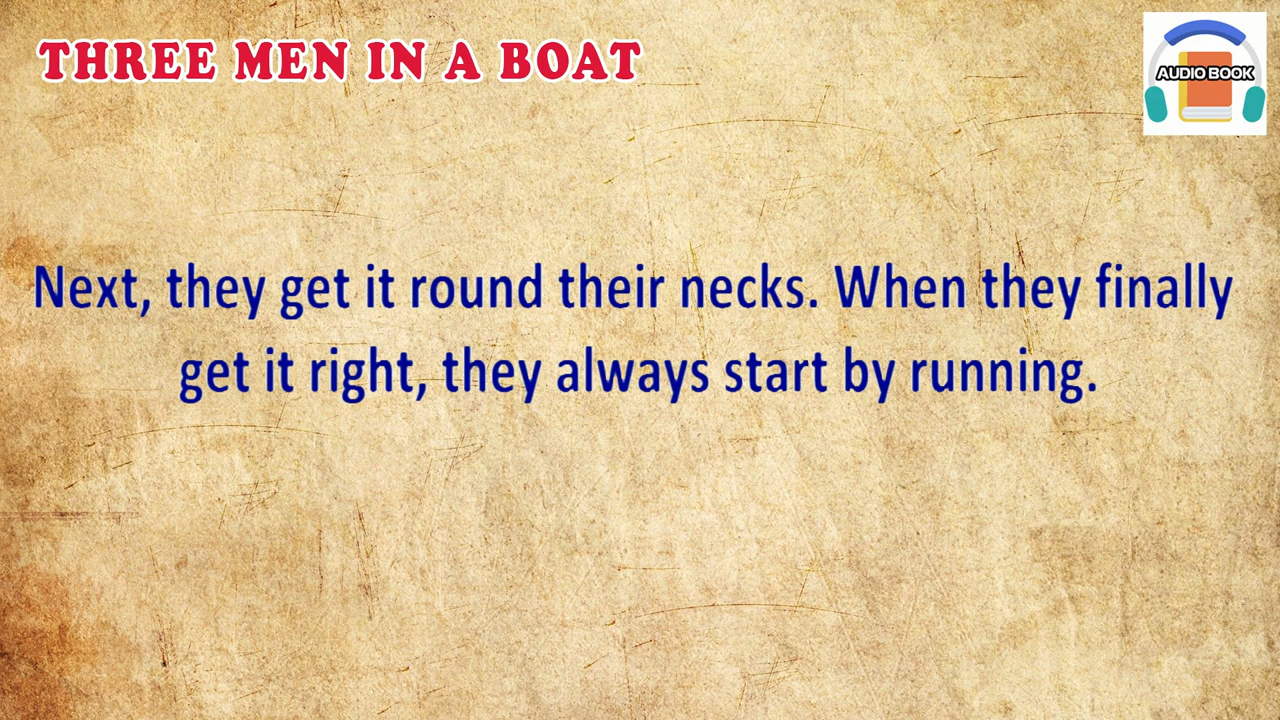 THREE MEN IN A BOAT
AUDIO BOOK
Next, they get it round their necks. When they finally
get it right, they always start by running.